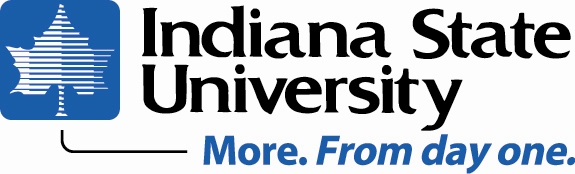 Indiana State
University
More. From day one.